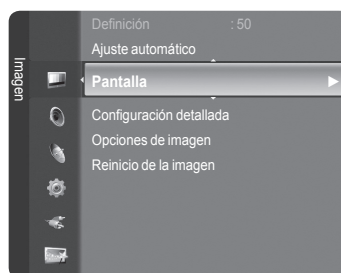 Imagen
Definición : 50
Ajuste automático
Pantalla
Configuración detallada
Opciones de imagen
Reinicio de la imagen